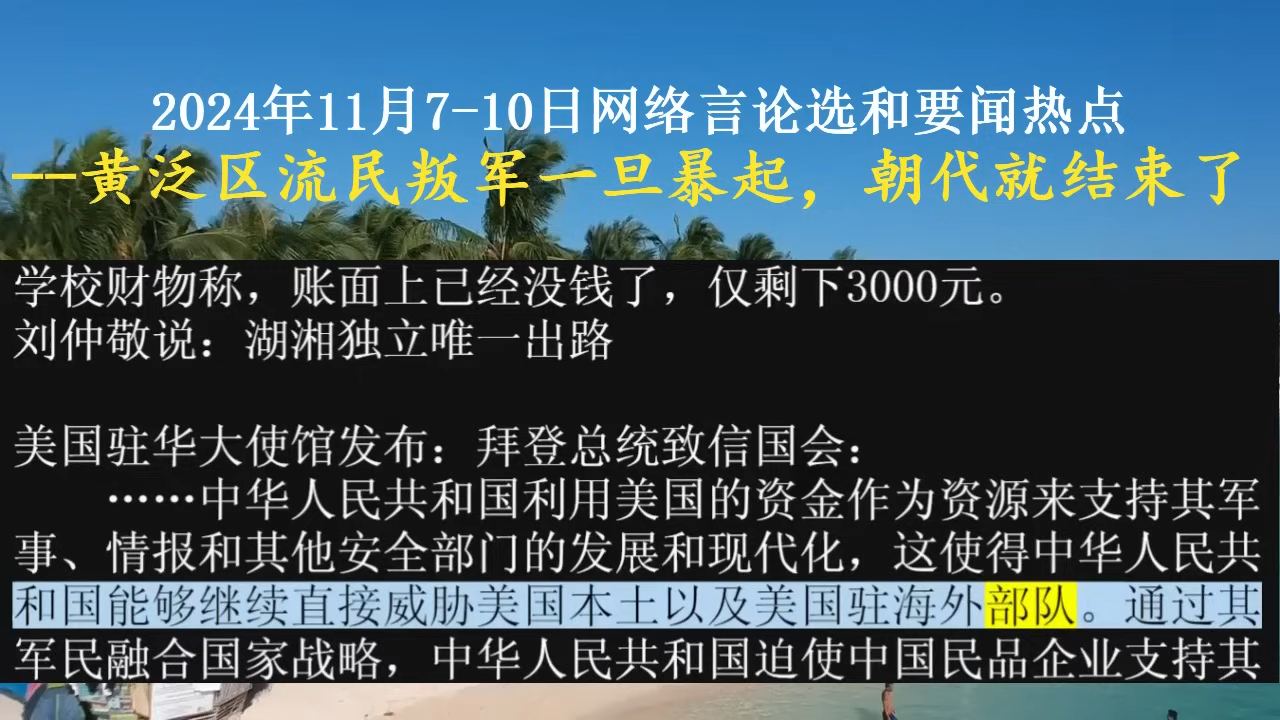 2024年11月7-10日网络言论选和要闻热点
——黄泛区流民叛军一旦暴起，朝代就结束了
学校财物称，账面上已经没钱了，仅剩下3000元。
刘仲敬说：湖湘独立唯一出路
美国驻华大使馆发布：拜登总统致信国会：
……中华人民共和国利用美国的资金作为资源来支持其军
事、情报和其他安全部门的发展和现代化，这使得中华人民共
和国能够继续直接威胁美国本土以及美国驻海外部队。通过其
军民融合国家战略，中华人民共和国迫使中国民品企业支持其